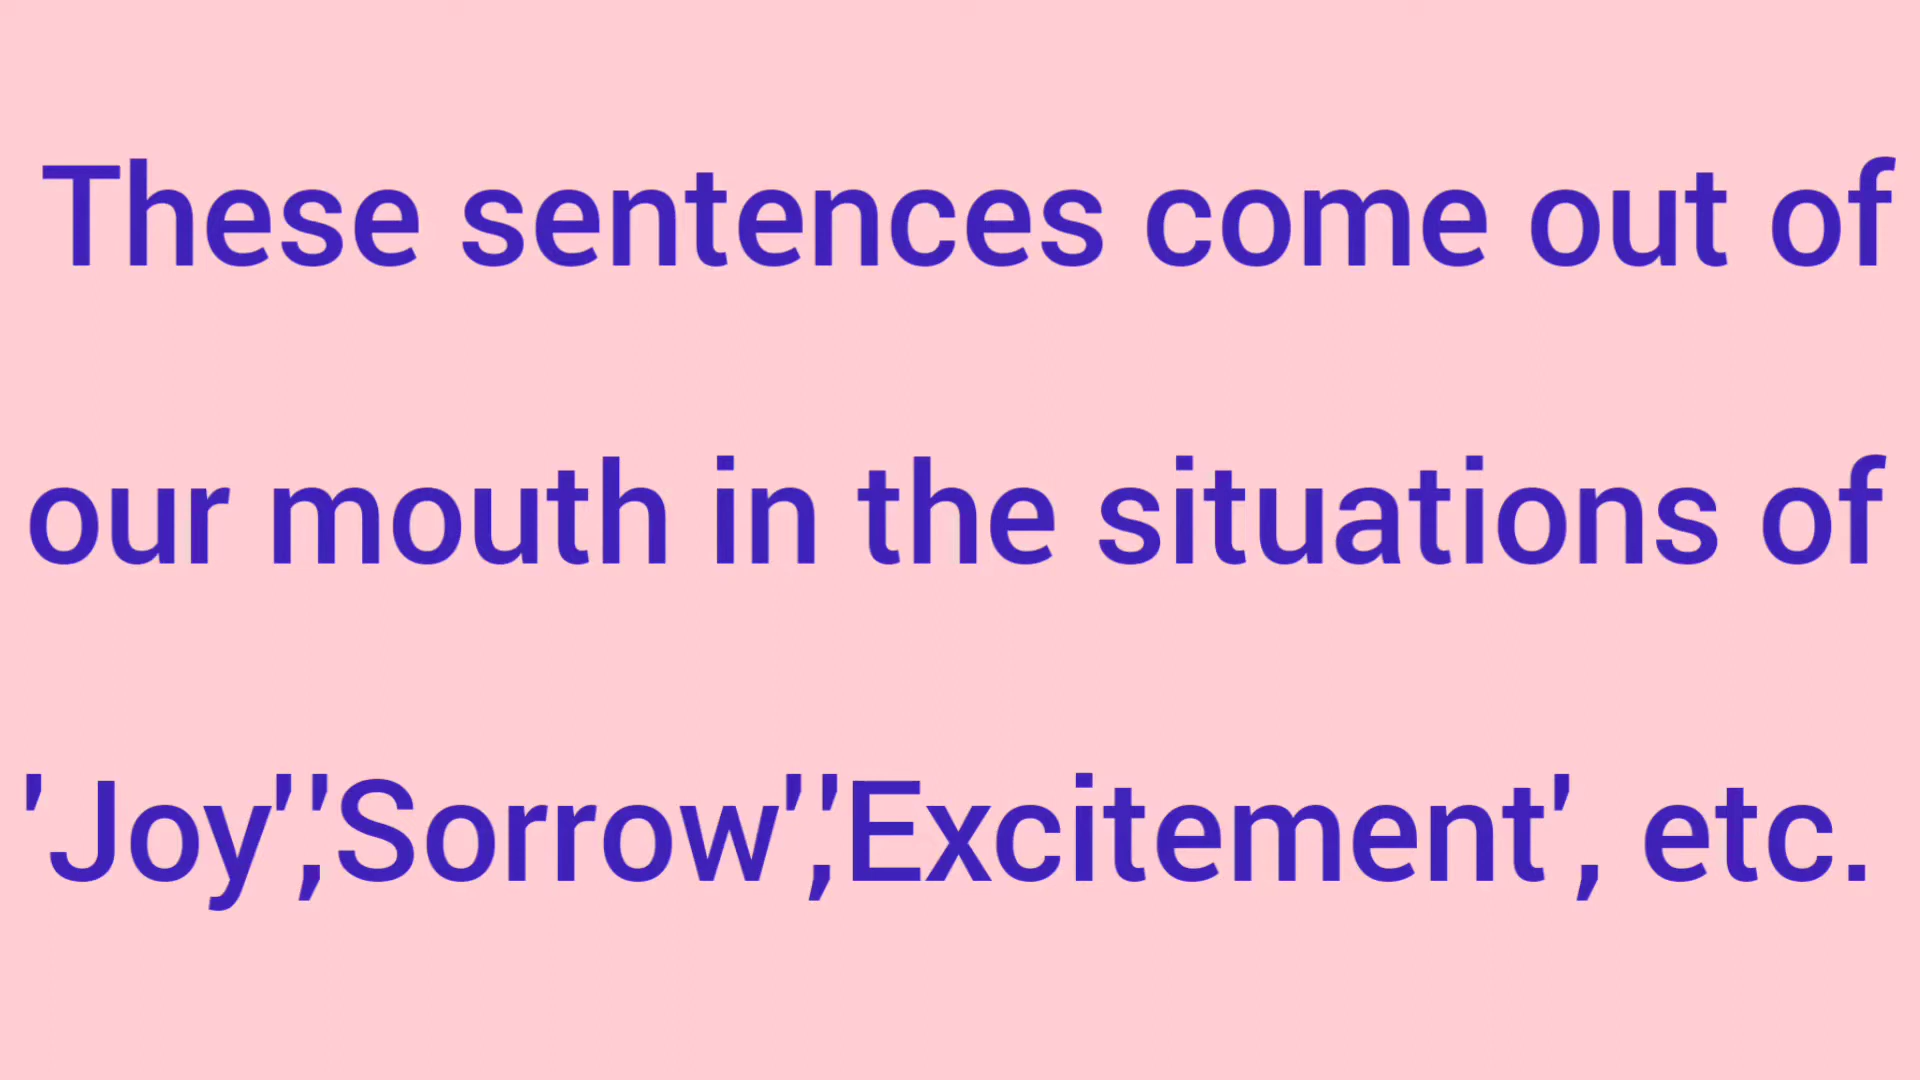 These sentences come out of
our mouth in the situations of
'Joy','Sorrow','Excitement', etc.